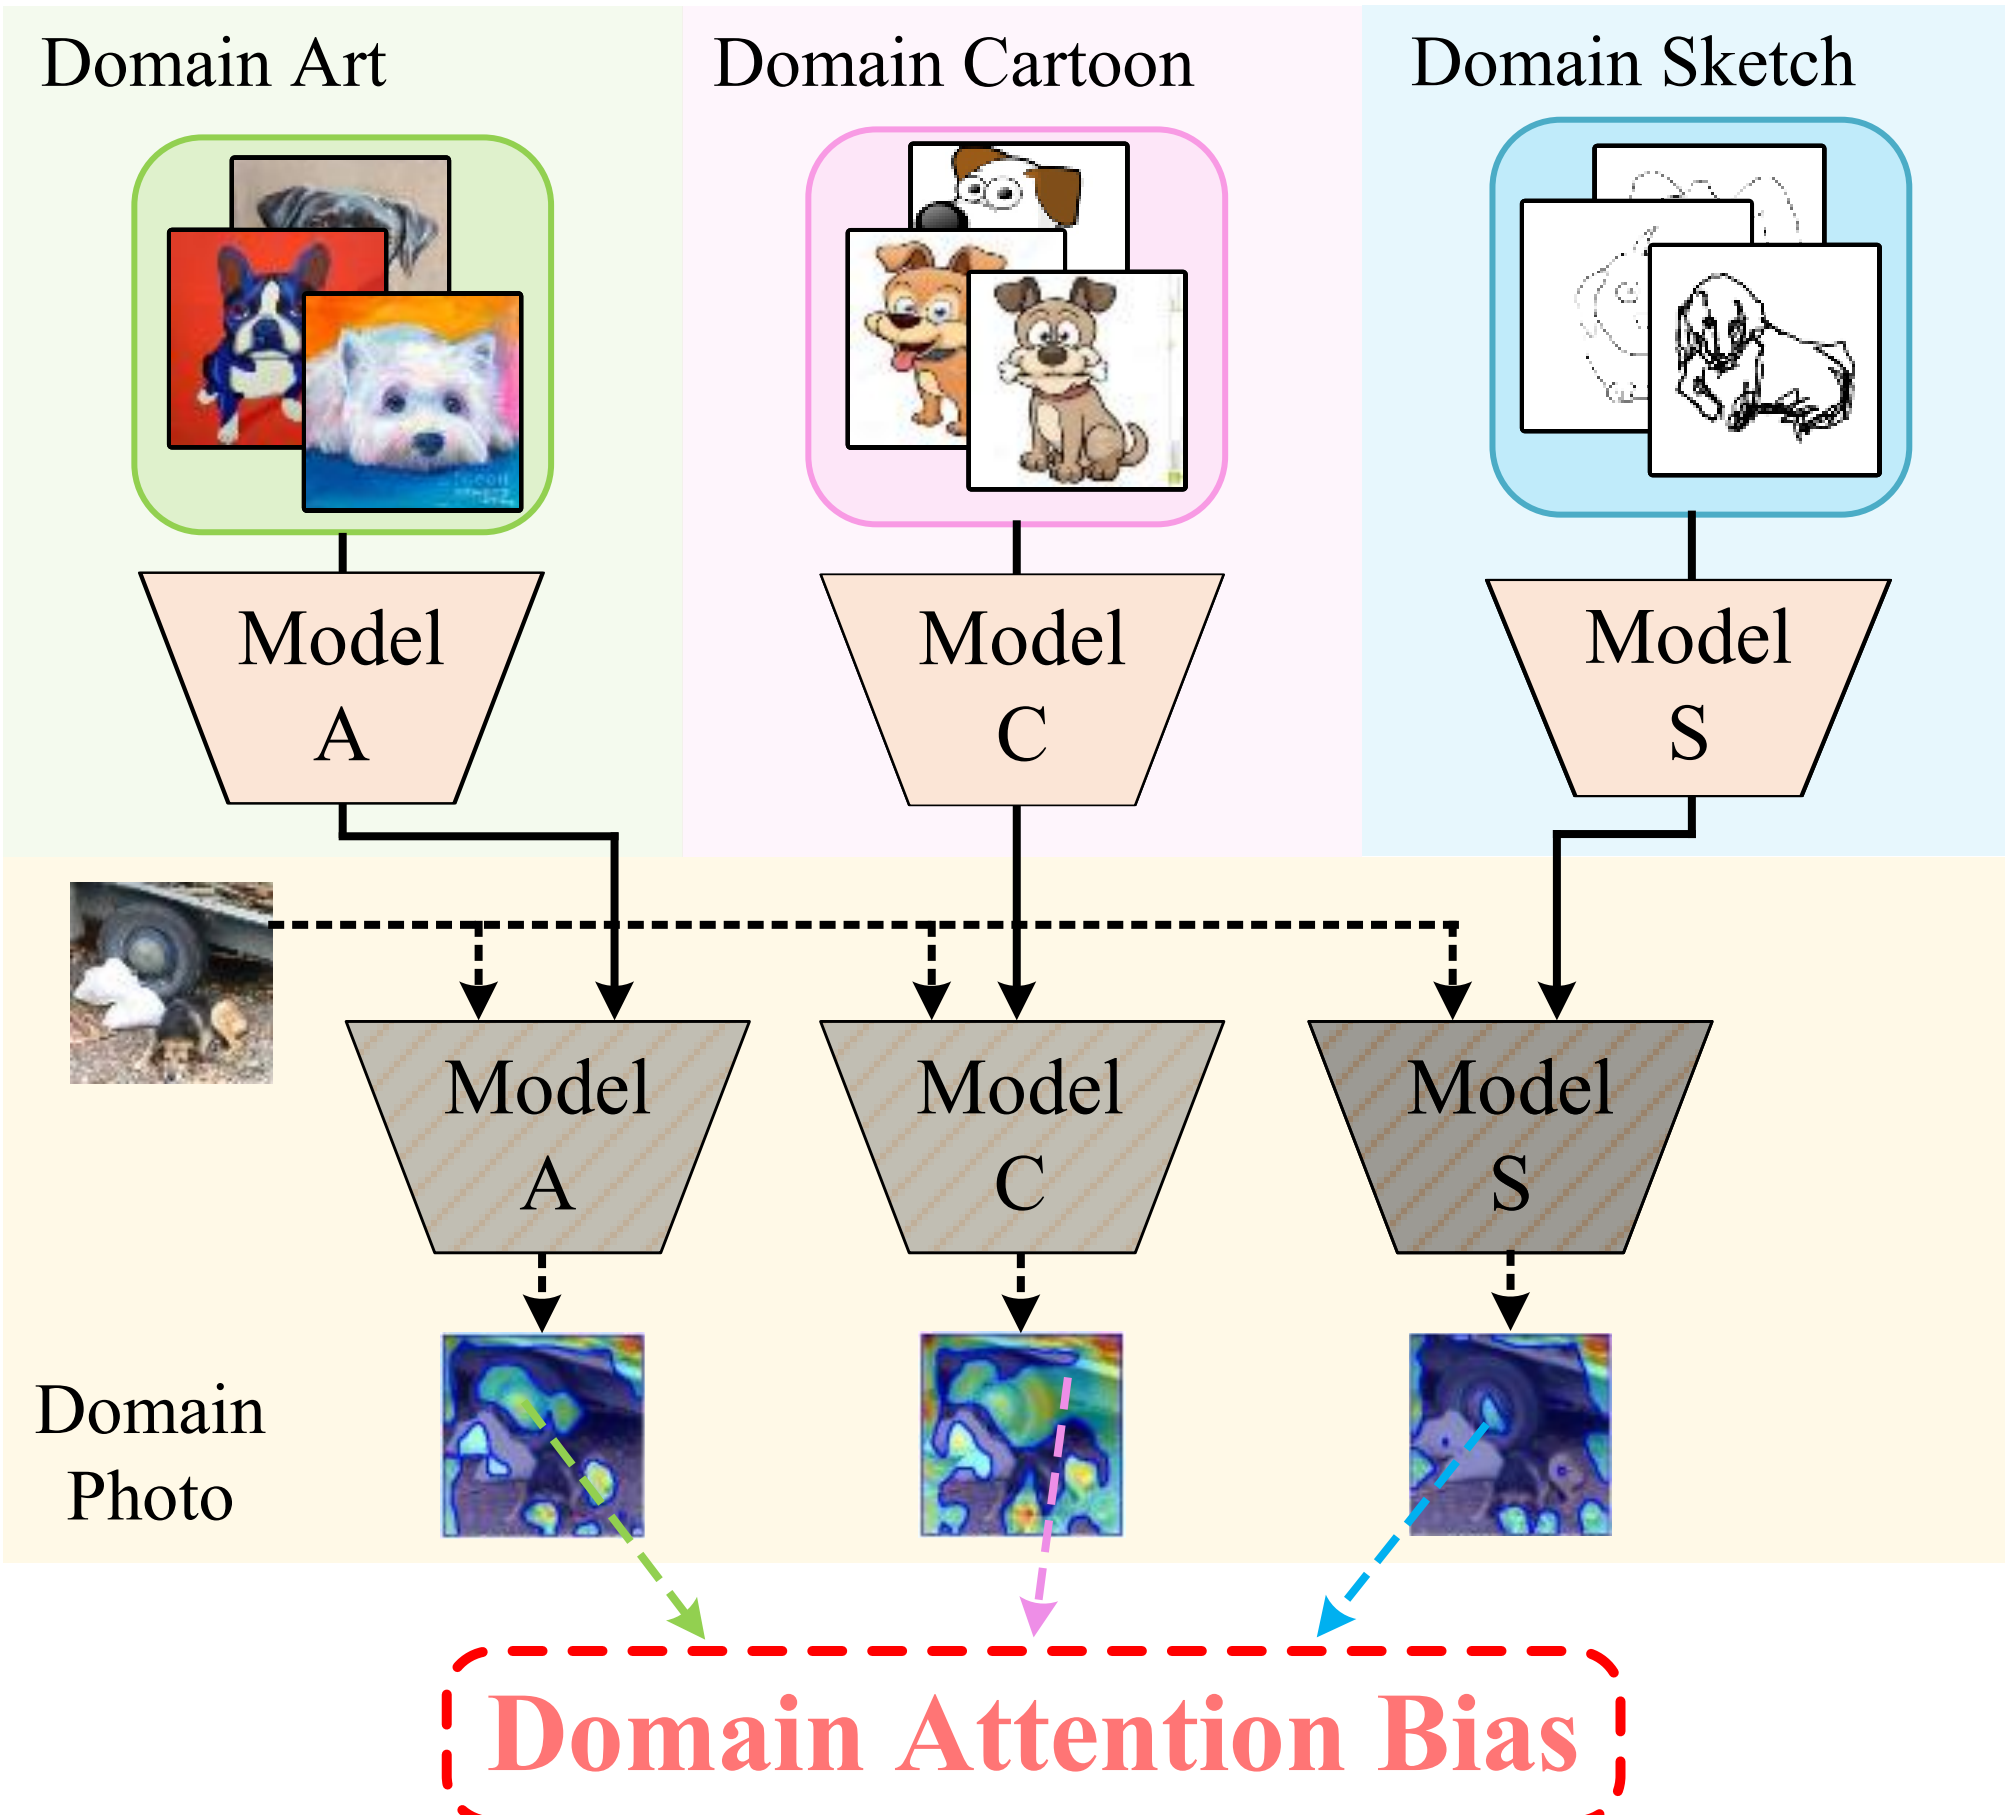 Domain Art
Domain Cartoon
Domain Sketch
Model
A
Model
C
Model
S
Model
A
Model
C
Model
S
Domain
Photo
Domain Attention Bias